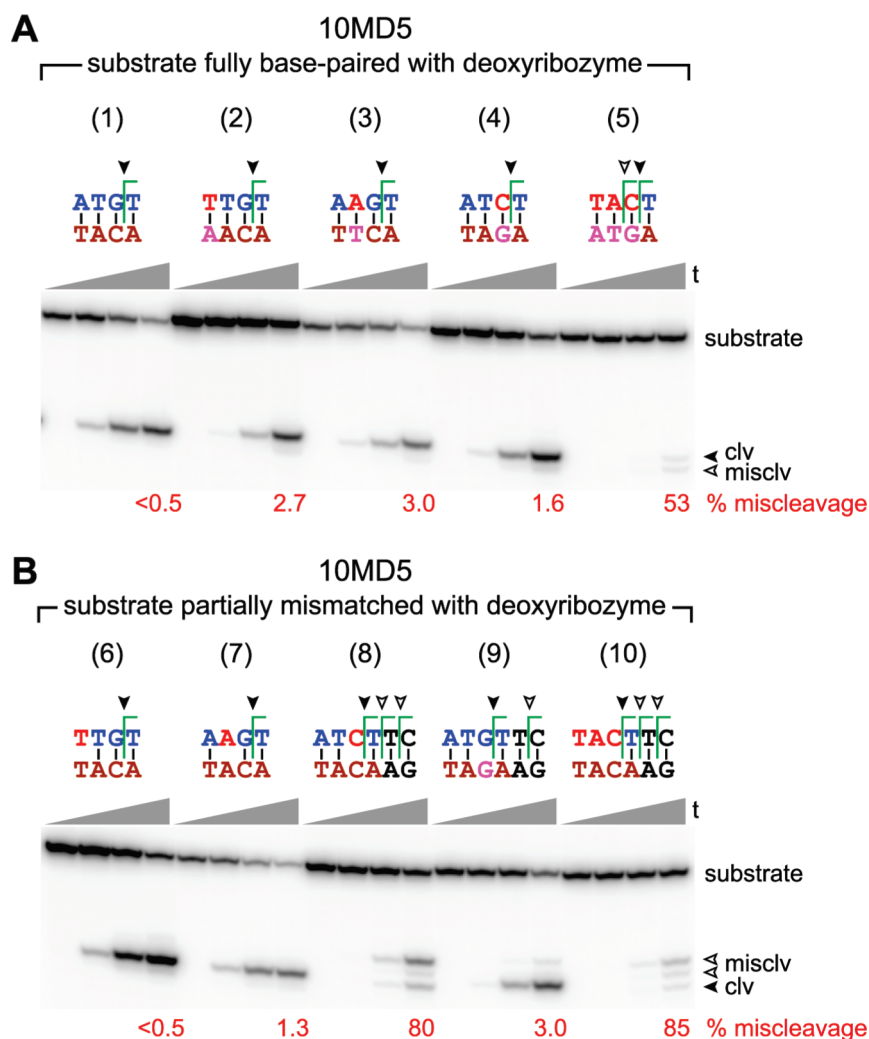 A
10MD5
substrate fully base-paired with deoxyribozyme
(1) (2) (3) (4) (5)
ATGT TTGT AAGT ATCT TACT
TACA AACA TTCA TAGA ATGA
t
substrate
clv
misclv
<0.5 2.7 3.0 1.6 53 % miscleavage
B
10MD5
substrate partially mismatched with deoxyribozyme
(6) (7) (8) (9) (10)
TTGT AAGT ATCTTC ATGTTC TACTTC
TACA TACA TACAAG TAGAAG TACAAG
t
substrate
misclv
clv
<0.5 1.3 80 3.0 85 % miscleavage